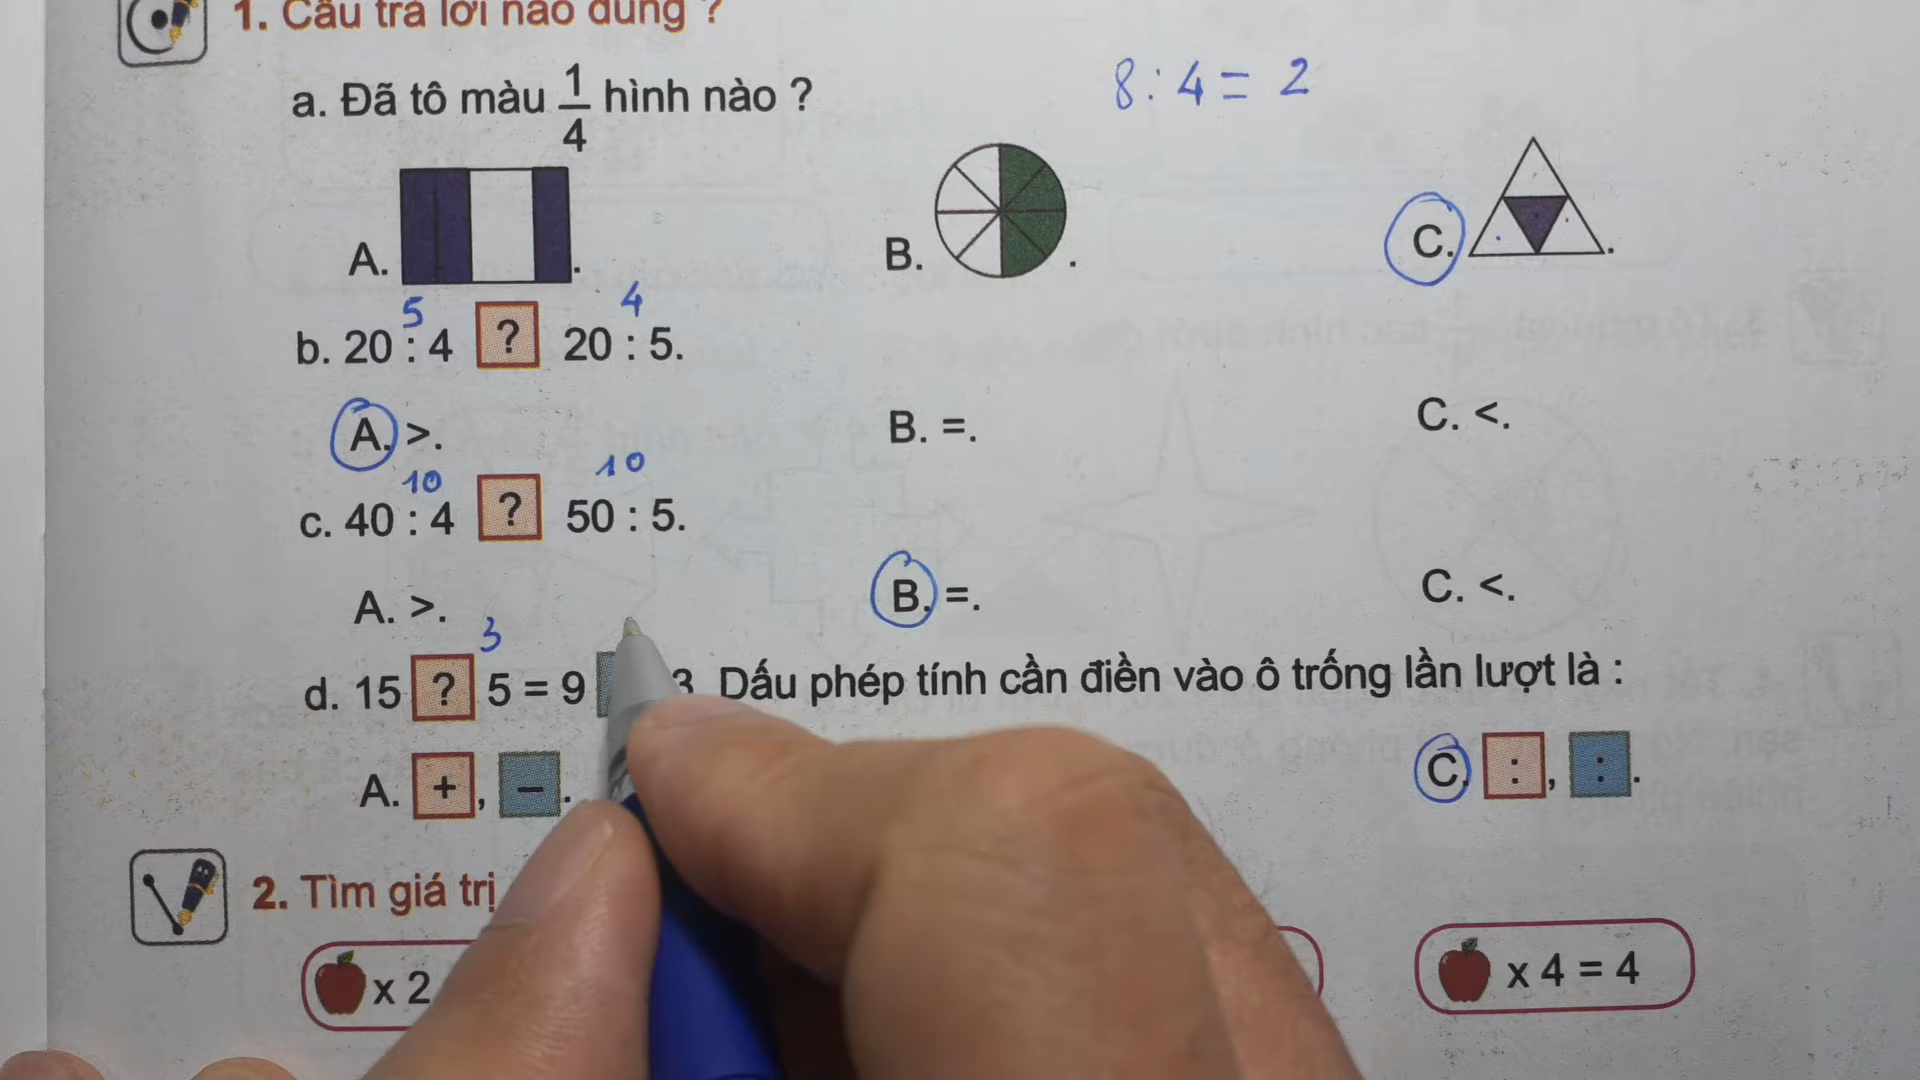 1. Câu trả lời nào đúng ?
a. Đã tô màu 1/4 hình nào ?
8 : 4 = 2
A. B. C.
5 4
b. 20 : 4 ? 20 : 5.
A. >. B. =. C. <.
10 10
c. 40 : 4 ? 50 : 5.
A. >. B. =. C. <.
3
d. 15 ? 5 = 9 3. Dấu phép tính cần điền vào ô trống lần lượt là :
A. +, −. C. :, :.
2. Tìm giá trị
x 2
x 4 = 4